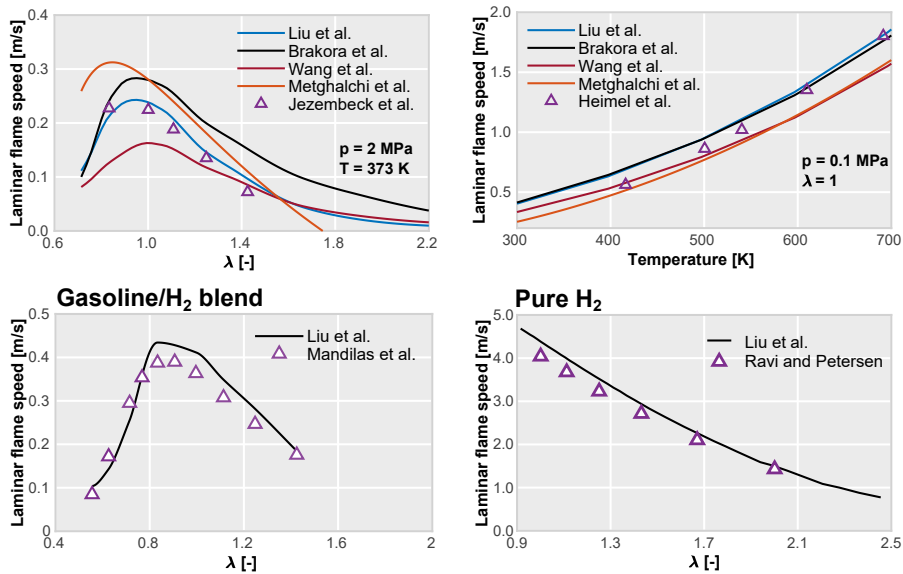 Laminar flame speed [m/s]
0.4
0.3
0.2
0.1
0
Liu et al.
Brakora et al.
Wang et al.
Metghalchi et al.
Jezembeck et al.
p = 2 MPa
T = 373 K
0.6
1.0
1.4
1.8
2.2
λ [-]
Laminar flame speed [m/s]
2.0
1.5
1.0
0.5
Liu et al.
Brakora et al.
Wang et al.
Metghalchi et al.
Heimel et al.
p = 0.1 MPa
λ = 1
300
400
500
600
700
Temperature [K]
Gasoline/H₂ blend
Laminar flame speed [m/s]
0.5
0.4
0.3
0.2
0.1
0
Liu et al.
Mandilas et al.
0.4
0.8
1.2
1.6
2
λ [-]
Pure H₂
Laminar flame speed [m/s]
5.0
4.0
3.0
2.0
1.0
0.0
Liu et al.
Ravi and Petersen
0.9
1.3
1.7
2.1
2.5
λ [-]